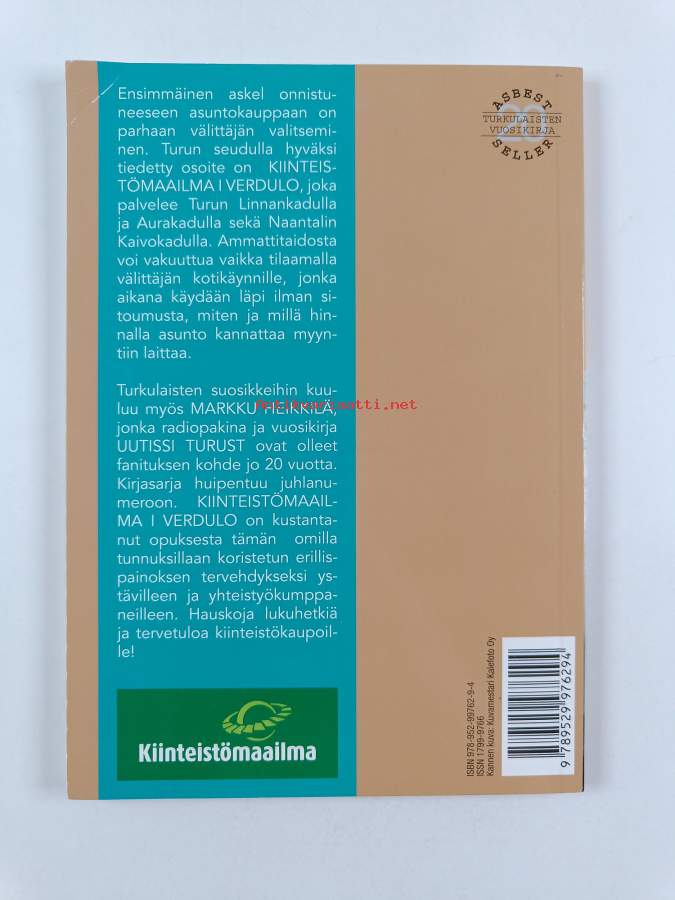 Ensimmäinen askel onnistu-
neeseen asuntokauppaan on
parhaan välittäjän valitsemi-
nen. Turun seudulla hyväksi
tiedetty osoite on KIINTEIS-
TÖMAAILMA I VERDULO, joka
palvelee Turun Linnankadulla
ja Aurakadulla sekä Naantalin
Kaivokadulla. Ammattitaidosta
voi vakuuttua vaikka tilaamalla
välittäjän kotikäynnille, jonka
aikana käydään läpi ilman si-
toumusta, miten ja millä hin-
nalla asunto kannattaa myyn-
tiin laittaa.
Turkulaisten suosikkeihin kuu-
luu myös MARKKU HEIKKILÄ,
jonka radiopakina ja vuosikirja
UUTISSI TURUST ovat olleet
fanituksen kohde jo 20 vuotta.
Kirjasarja huipentuu juhlanu-
meroon. KIINTEISTÖMAAIL-
MA I VERDULO on kustanta-
nut opuksesta tämän omilla
tunnuksillaan koristetun erillis-
painoksen tervehdykseksi ys-
tävilleen ja yhteistyökumppa-
neilleen. Hauskoja lukuhetkiä
ja tervetuloa kiinteistökaupoil-
le!
Kiinteistömaailma
ASBEST
20
TURKULAISTEN
VUOSIKIRJA
SELLER
antikvariaatti.net
ISBN 978-952-99762-9-4
ISSN 1799-9766
Kannen kuva: Kuvamestari Kalefoto Oy
9 789529 976294